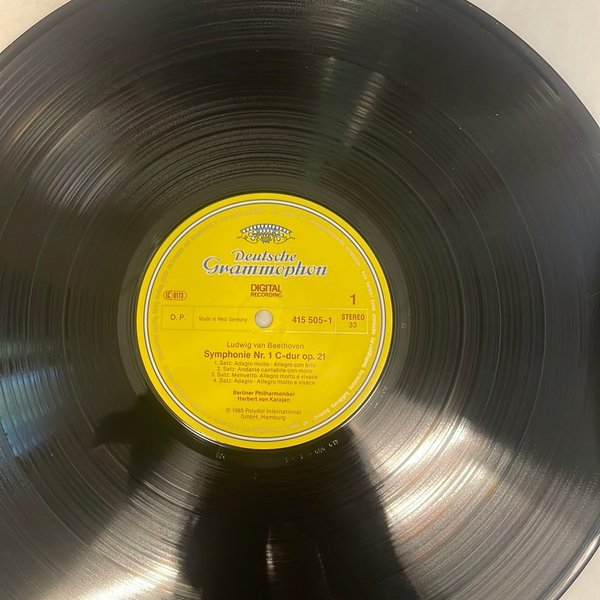 Deutsche
Grammophon
DIGITAL
RECORDING
1
LC 0173
D.P.
Made in West Germany
415 505-1
STEREO
33
Ludwig van Beethoven
Symphonie Nr. 1 C-dur op. 21
1. Satz: Adagio molto - Allegro con brio
2. Satz: Andante cantabile con moto
3. Satz: Menuetto. Allegro molto e vivace
4. Satz: Adagio - Allegro molto e vivace
Berliner Philharmoniker
Herbert von Karajan
℗ 1985 Polydor International
GmbH, Hamburg